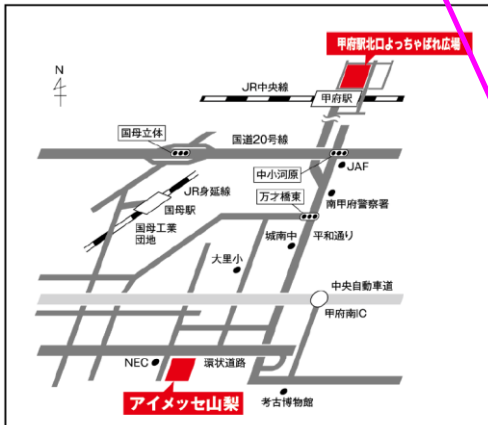 甲府駅北口よっちゃばれ広場
N
JR中央線
甲府駅
国母立体
国道20号線
中小河原
JAF
JR身延線
万才橋東
国母駅
南甲府警察署
国母工業
団地
城南中
平和通り
大里小
中央自動車道
甲府南IC
NEC
環状道路
アイメッセ山梨
考古博物館